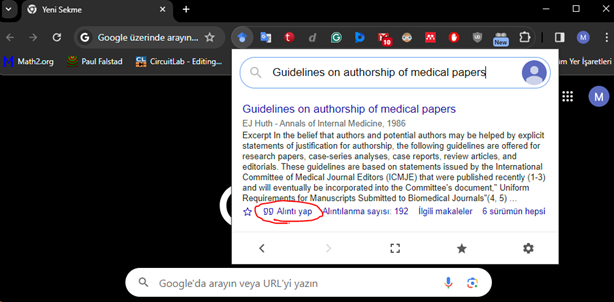 Yeni Sekme
Google üzerinde arayın...
10
New
M
Math2.org
Paul Falstad
CircuitLab - Editing...
m Yer İşaretleri
Guidelines on authorship of medical papers
Guidelines on authorship of medical papers
EJ Huth - Annals of Internal Medicine, 1986
Excerpt In the belief that authors and potential authors may be helped by explicit
statements of justification for authorship, the following guidelines are offered for
research papers, case-series analyses, case reports, review articles, and
editorials. These guidelines are based on statements issued by the International
Committee of Medical Journal Editors (ICMJE) that were published recently (1-3)
and will eventually be incorporated into the Committee's document," Uniform
Requirements for Manuscripts Submitted to Biomedical Journals"(4, 5) ...
Alıntı yap Alıntılanma sayısı: 192 İlgili makaleler 6 sürümün hepsi
M
Google'da arayın veya URL'yi yazın